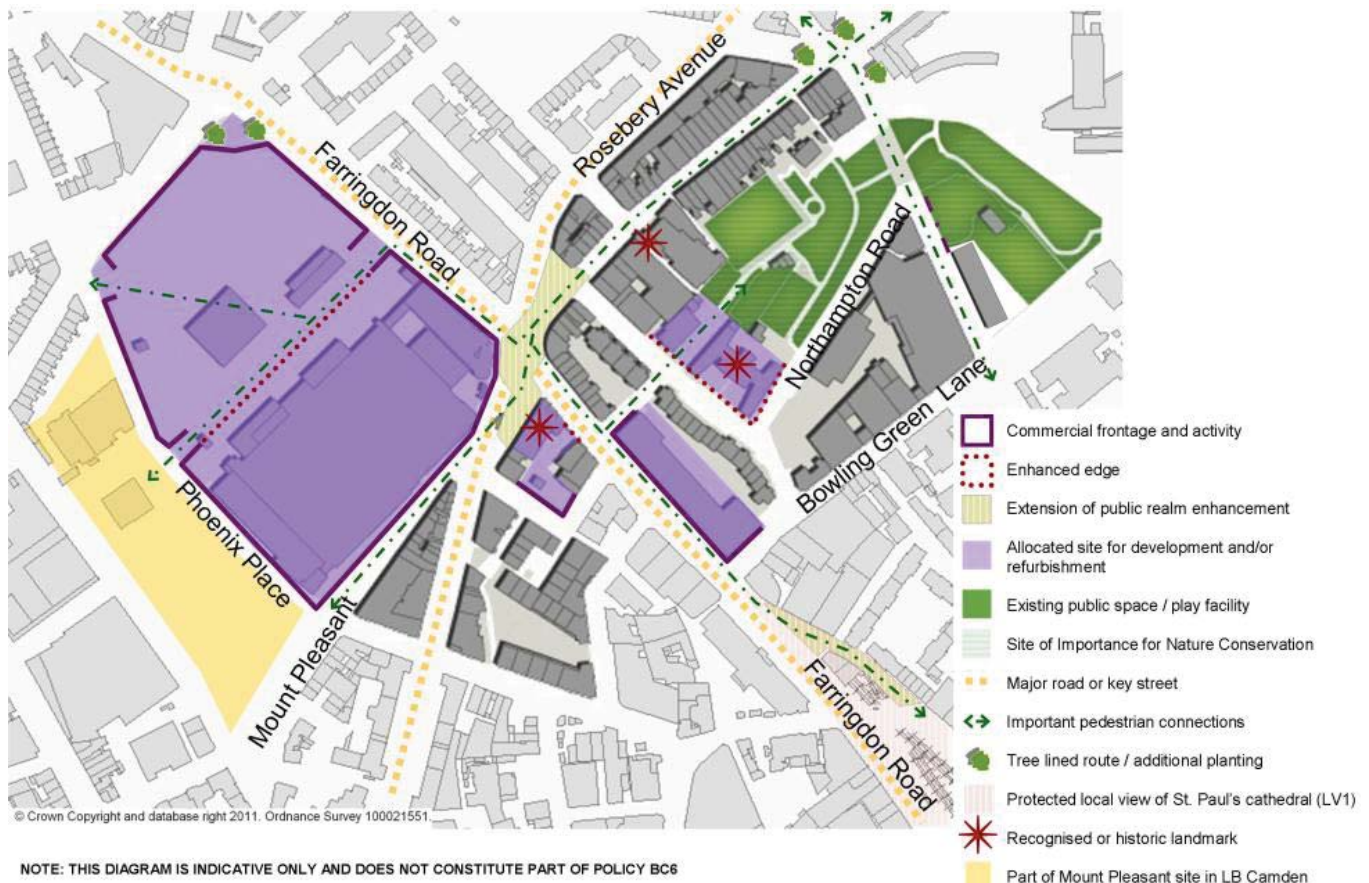 Rosebery Avenue
Farringdon Road
Northampton Road
Bowling Green Lane
Phoenix Place
Mount Pleasant
Farringdon Road
Commercial frontage and activity
Enhanced edge
Extension of public realm enhancement
Allocated site for development and/or
refurbishment
Existing public space / play facility
Site of Importance for Nature Conservation
Major road or key street
Important pedestrian connections
Tree lined route / additional planting
Protected local view of St. Paul's cathedral (LV1)
Recognised or historic landmark
Part of Mount Pleasant site in LB Camden
© Crown Copyright and database right 2011. Ordnance Survey 100021551.
NOTE: THIS DIAGRAM IS INDICATIVE ONLY AND DOES NOT CONSTITUTE PART OF POLICY BC6